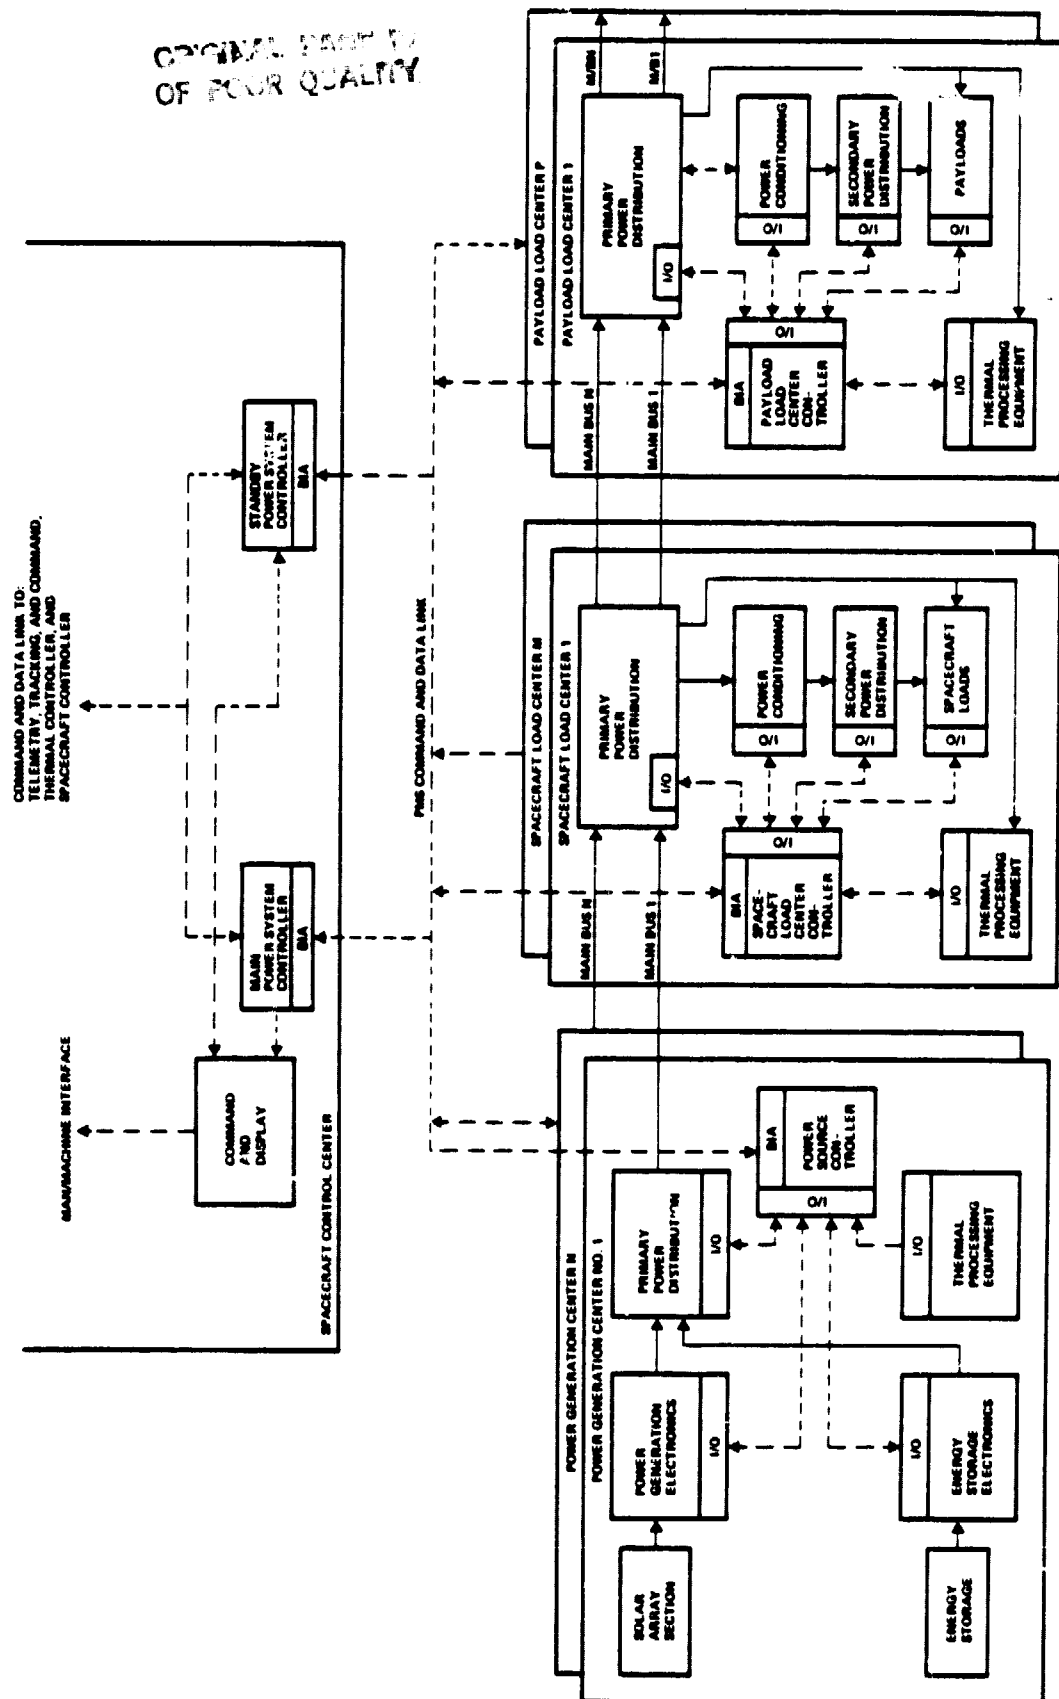 ORIGINAL PAGE IS
OF POOR QUALITY
COMMAND AND DATA LINK TO:
TELEMETRY, TRACKING, AND COMMAND,
THERMAL CONTROLLER, AND
SPACECRAFT CONTROLLER
MAN/MACHINE INTERFACE
COMMAND
AND
DISPLAY
MAIN
POWER SYSTEM
CONTROLLER
BIA
STANDBY
POWER SYSTEM
CONTROLLER
BIA
SPACECRAFT CONTROL CENTER
PMS COMMAND AND DATA LINK
POWER GENERATION CENTER N
POWER GENERATION CENTER NO. 1
SOLAR
ARRAY
SECTION
POWER
GENERATION
ELECTRONICS
I/O
PRIMARY
POWER
DISTRIBUTION
I/O
BIA
POWER
SOURCE
CON-
TROLLER
I/O
ENERGY
STORAGE
I/O
ENERGY
STORAGE
ELECTRONICS
I/O
THERMAL
PROCESSING
EQUIPMENT
SPACECRAFT LOAD CENTER M
SPACECRAFT LOAD CENTER 1
MAIN BUS N
MAIN BUS 1
PRIMARY
POWER
DISTRIBUTION
I/O
BIA
SPACE-
CRAFT
LOAD
CENTER
CON-
TROLLER
I/O
I/O
POWER
CONDITIONING
I/O
SECONDARY
POWER
DISTRIBUTION
I/O
SPACECRAFT
LOADS
I/O
THERMAL
PROCESSING
EQUIPMENT
PAYLOAD LOAD CENTER P
PAYLOAD LOAD CENTER 1
MAIN BUS N
MAIN BUS 1
PRIMARY
POWER
DISTRIBUTION
I/O
M/BN
M/B1
BIA
PAYLOAD
LOAD
CENTER
CON-
TROLLER
I/O
I/O
POWER
CONDITIONING
I/O
SECONDARY
POWER
DISTRIBUTION
I/O
PAYLOADS
I/O
THERMAL
PROCESSING
EQUIPMENT